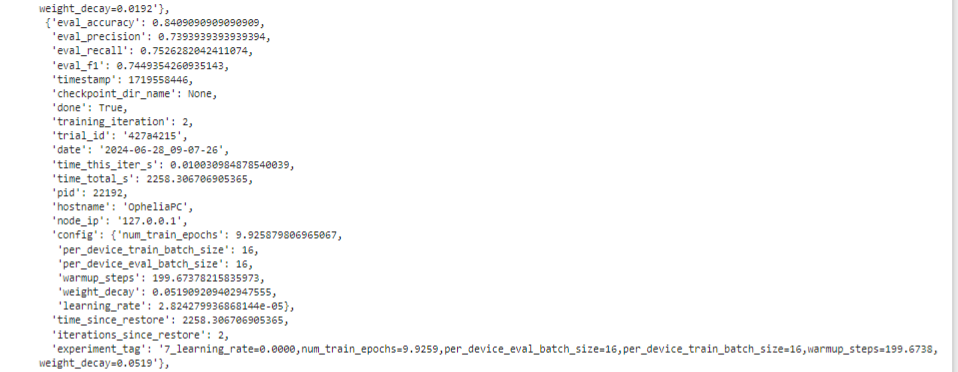 weight_decay=0.0192'},
{'eval_accuracy': 0.8409090909090909,
'eval_precision': 0.7393939393939394,
'eval_recall': 0.7526282042411074,
'eval_f1': 0.7449354260935143,
'timestamp': 1719558446,
'checkpoint_dir_name': None,
'done': True,
'training_iteration': 2,
'trial_id': '427a4215',
'date': '2024-06-28_09-07-26',
'time_this_iter_s': 0.010030984878540039,
'time_total_s': 2258.306706905365,
'pid': 22192,
'hostname': 'OpheliaPC',
'node_ip': '127.0.0.1',
'config': {'num_train_epochs': 9.925879806965067,
'per_device_train_batch_size': 16,
'per_device_eval_batch_size': 16,
'warmup_steps': 199.67378215835973,
'weight_decay': 0.051909209402947555,
'learning_rate': 2.824279936868144e-05},
'time_since_restore': 2258.306706905365,
'iterations_since_restore': 2,
'experiment_tag': '7_learning_rate=0.0000,num_train_epochs=9.9259,per_device_eval_batch_size=16,per_device_train_batch_size=16,warmup_steps=199.6738,
weight_decay=0.0519'},